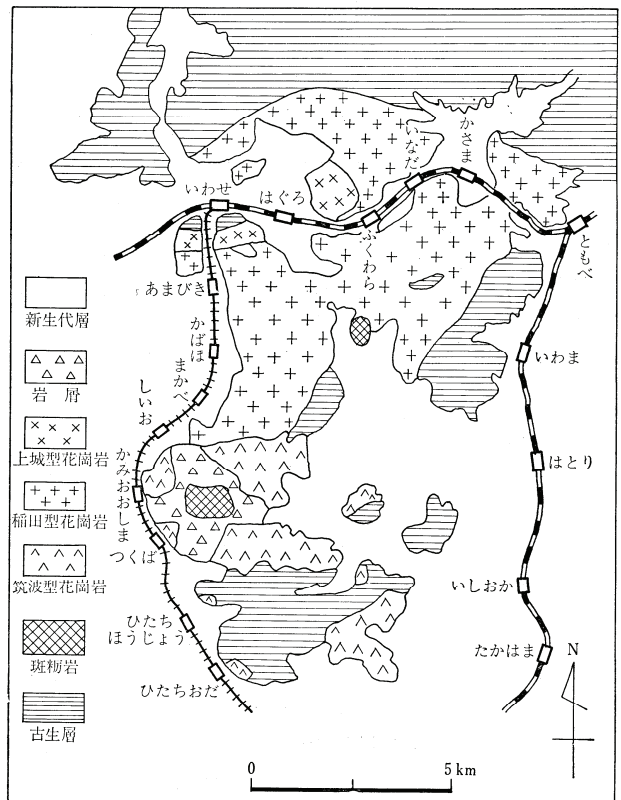 かさま
いなだ
いわせ
はぐろ
ふくわら
ともべ
あまびき
かばほ
まかべ
しいお
かみおおしま
つくば
ひたち
ほうじょう
ひたちおだ
いわま
はとり
いしおか
たかはま
新生代層
岩屑
上城型花崗岩
稲田型花崗岩
筑波型花崗岩
斑粝岩
古生層
N
0
5km